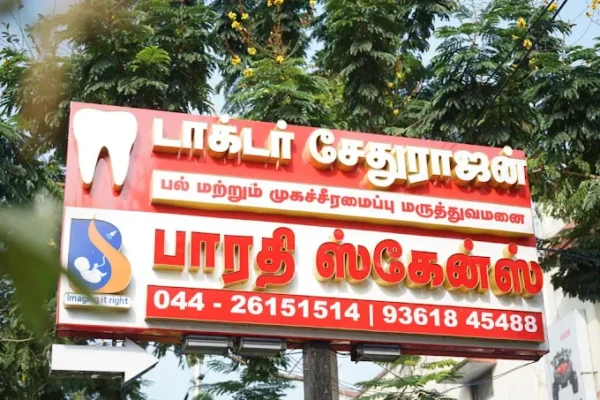 டாக்டர் சேதுராஜன்
பல் மற்றும் முகச்சீரமைப்பு மருத்துவமனை
பாரதி ஸ்கேன்ஸ்
Imaging it right
044 - 26151514 | 93618 45488